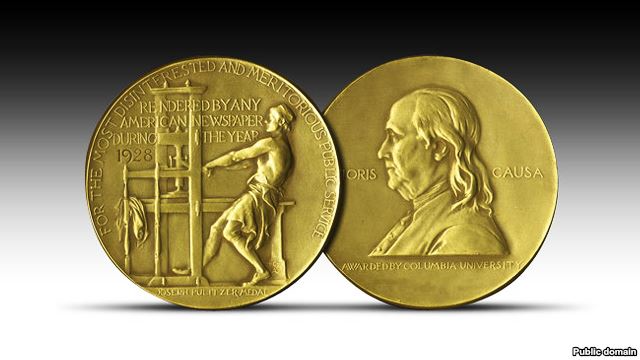 FOR THE MOST DISINTERESTED AND MERITORIOUS PUBLIC SERVICE
RENDERED BY ANY
AMERICAN NEWSPAPER
DURING THE YEAR
1928
JOSEPH PULITZER MEDAL
ORIS CAUSA
AWARDED BY COLUMBIA UNIVERSITY
Public domain